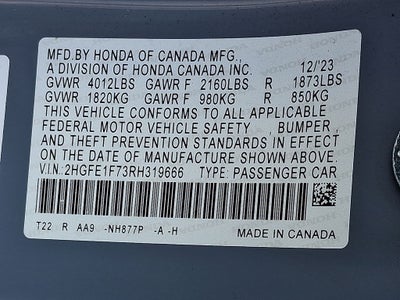 MFD.BY HONDA OF CANADA MFG.,
A DIVISION OF HONDA CANADA INC. 12/'23
GVWR 4012LBS GAWR F 2160LBS R 1873LBS
GVWR 1820KG GAWR F 980KG R 850KG
THIS VEHICLE CONFORMS TO ALL APPLICABLE
FEDERAL MOTOR VEHICLE SAFETY , BUMPER ,
AND THEFT PREVENTION STANDARDS IN EFFECT
ON THE DATE OF MANUFACTURE SHOWN ABOVE.
V.I.N. 2HGFE1F73RH319666 TYPE: PASSENGER CAR
T22 R AA9 -NH877P -A -H MADE IN CANADA